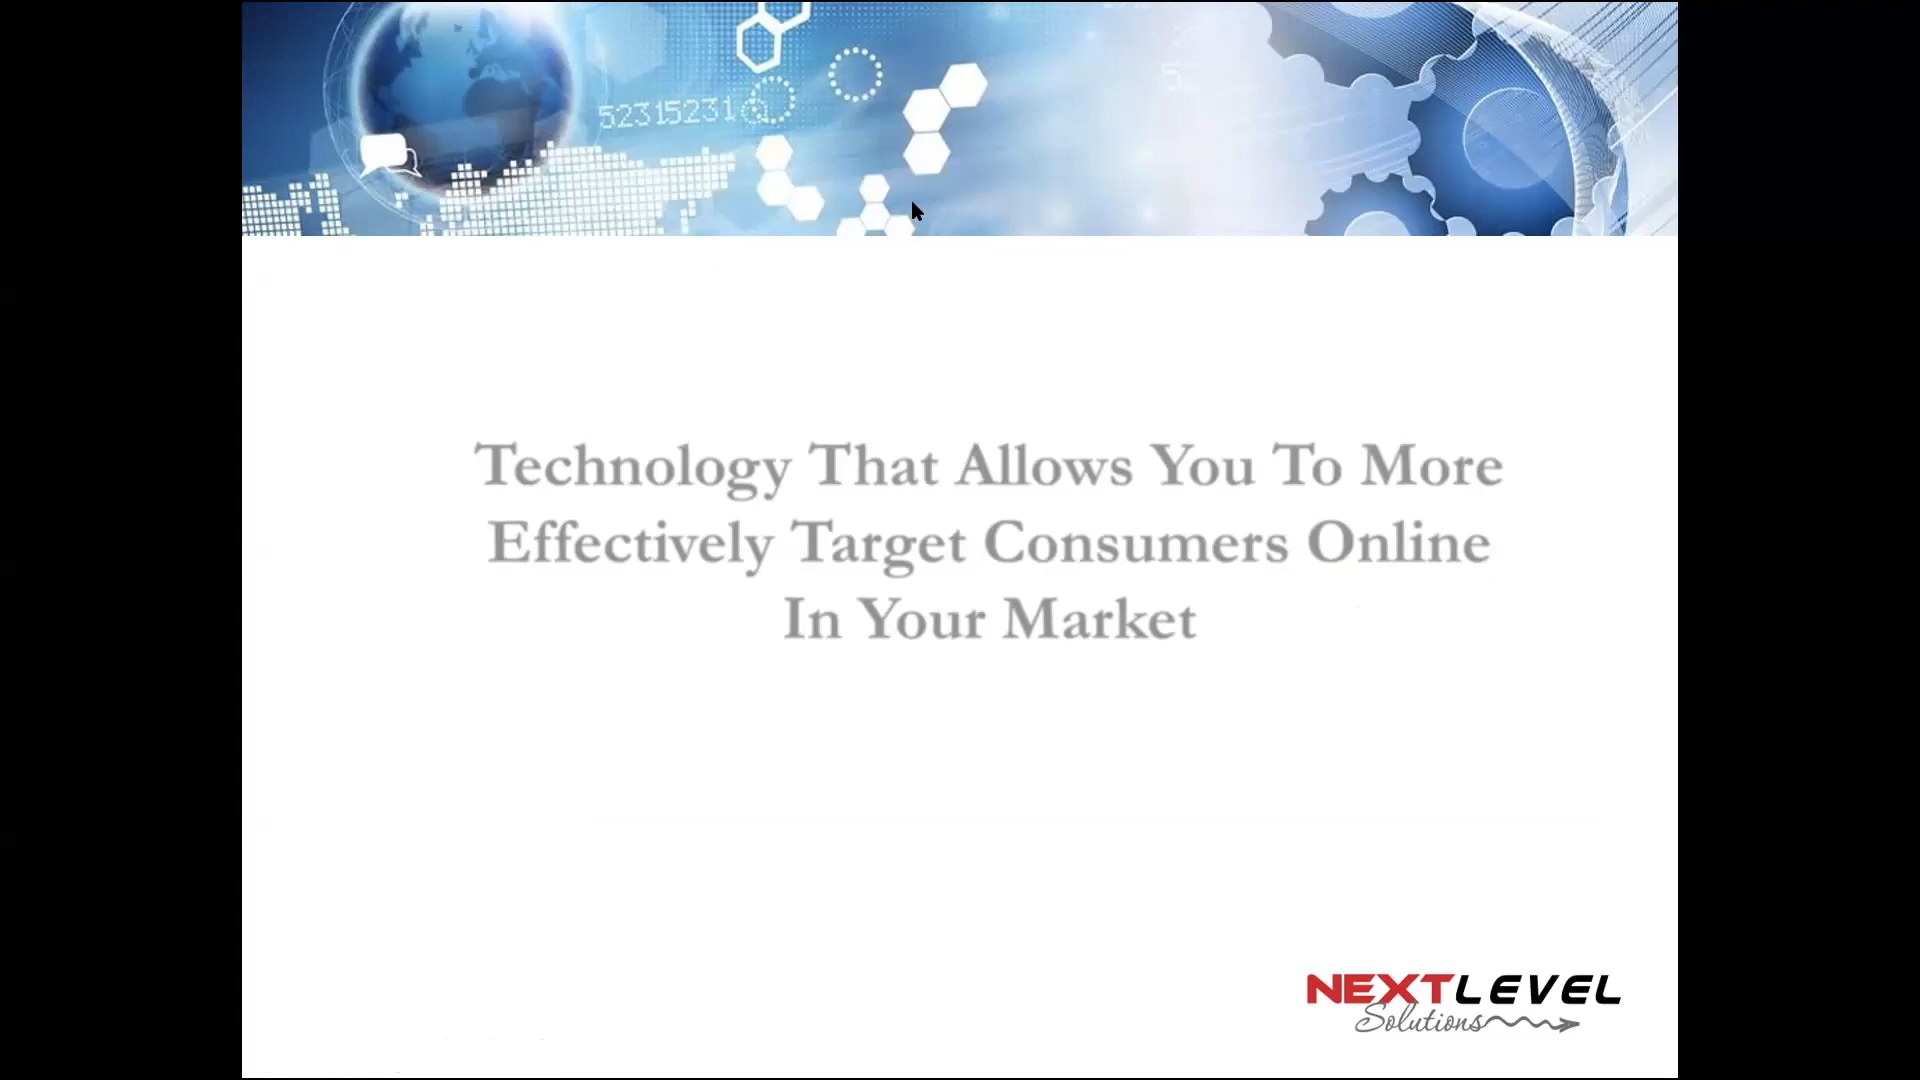 52315231
Technology That Allows You To More
Effectively Target Consumers Online
In Your Market
NEXTLEVEL
Solutions